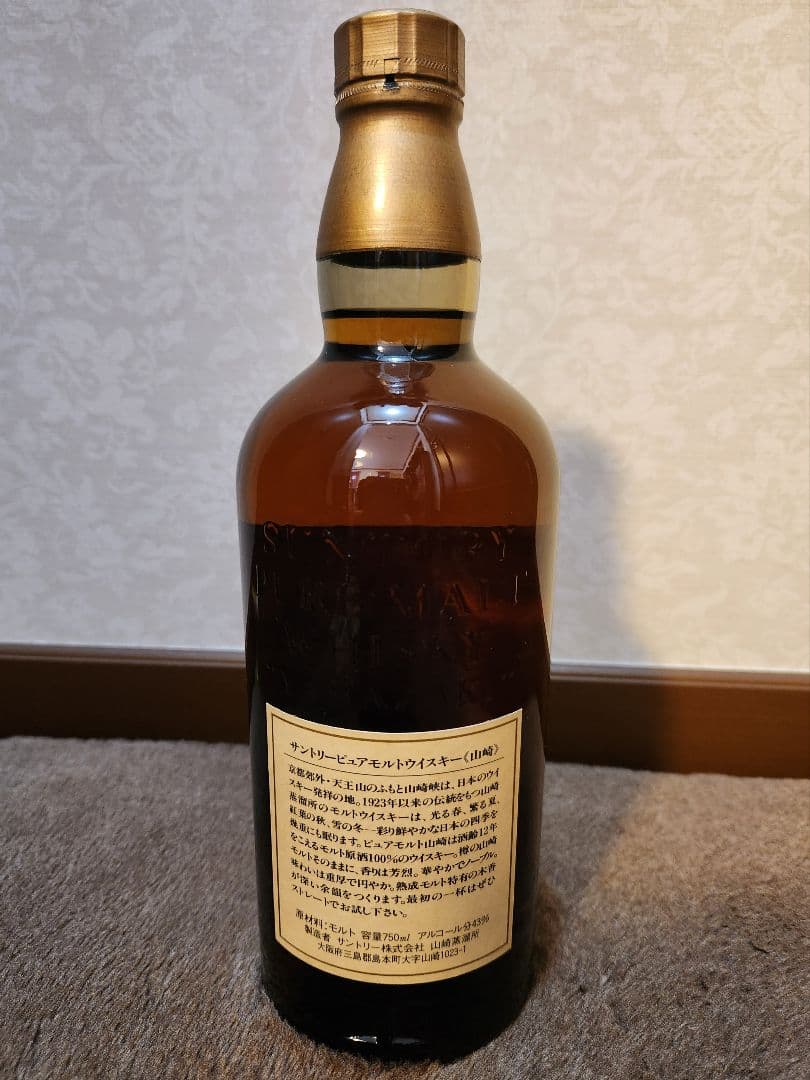 SUNTORY
PURE MALT
WHISKY
サントリーピュアモルトウイスキー《山崎》
京都郊外・天王山のふもと山崎峡は、日本のウイ
スキー発祥の地。1923年以来の伝統をもつ山崎
蒸溜所のモルトウイスキーは、光る春、繁る夏、
紅葉の秋、雪の冬─彩り鮮やかな日本の四季を
幾重にも眠ります。ピュアモルト山崎は酒齢12年
をこえるモルト原酒100%のウイスキー。樽の山崎
モルトそのままに、香りは芳烈。華やかでノーブル。
味わいは重厚で円やか。熟成モルト特有の木香
が深い余韻をつくります。最初の一杯はぜひ
ストレートでお試し下さい。
原材料:モルト 容量750ml アルコール分43%
製造者 サントリー株式会社 山崎蒸溜所
大阪府三島郡島本町大字山崎1023-1